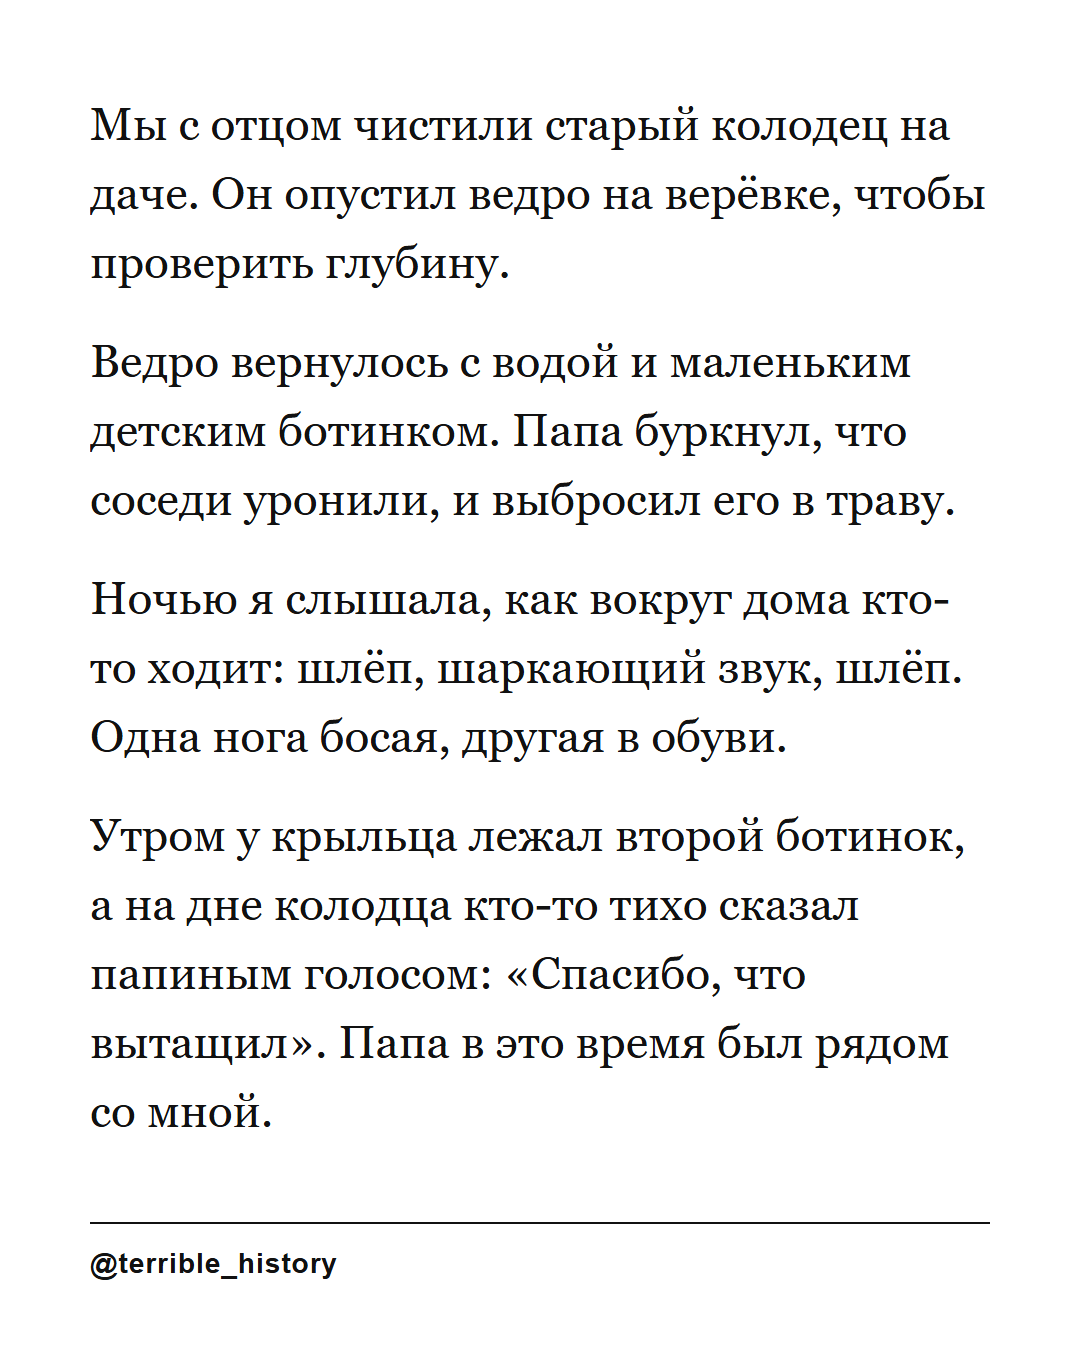 Мы с отцом чистили старый колодец на
даче. Он опустил ведро на верёвке, чтобы
проверить глубину.
Ведро вернулось с водой и маленьким
детским ботинком. Папа буркнул, что
соседи уронили, и выбросил его в траву.
Ночью я слышала, как вокруг дома кто-
то ходит: шлёп, шаркающий звук, шлёп.
Одна нога босая, другая в обуви.
Утром у крыльца лежал второй ботинок,
а на дне колодца кто-то тихо сказал
папиным голосом: «Спасибо, что
вытащил». Папа в это время был рядом
со мной.
@terrible_history